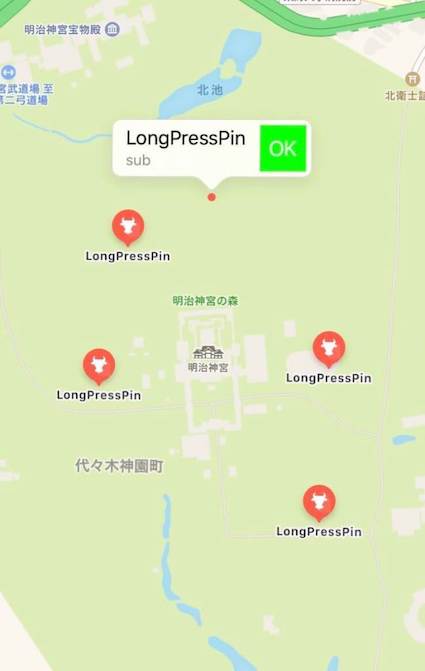 明治神宮宝物殿
宮武道場 至
第二弓道場
北池
北衛士詰
LongPressPin
sub
OK
LongPressPin
明治神宮の森
明治神宮
LongPressPin
LongPressPin
代々木神園町
LongPressPin